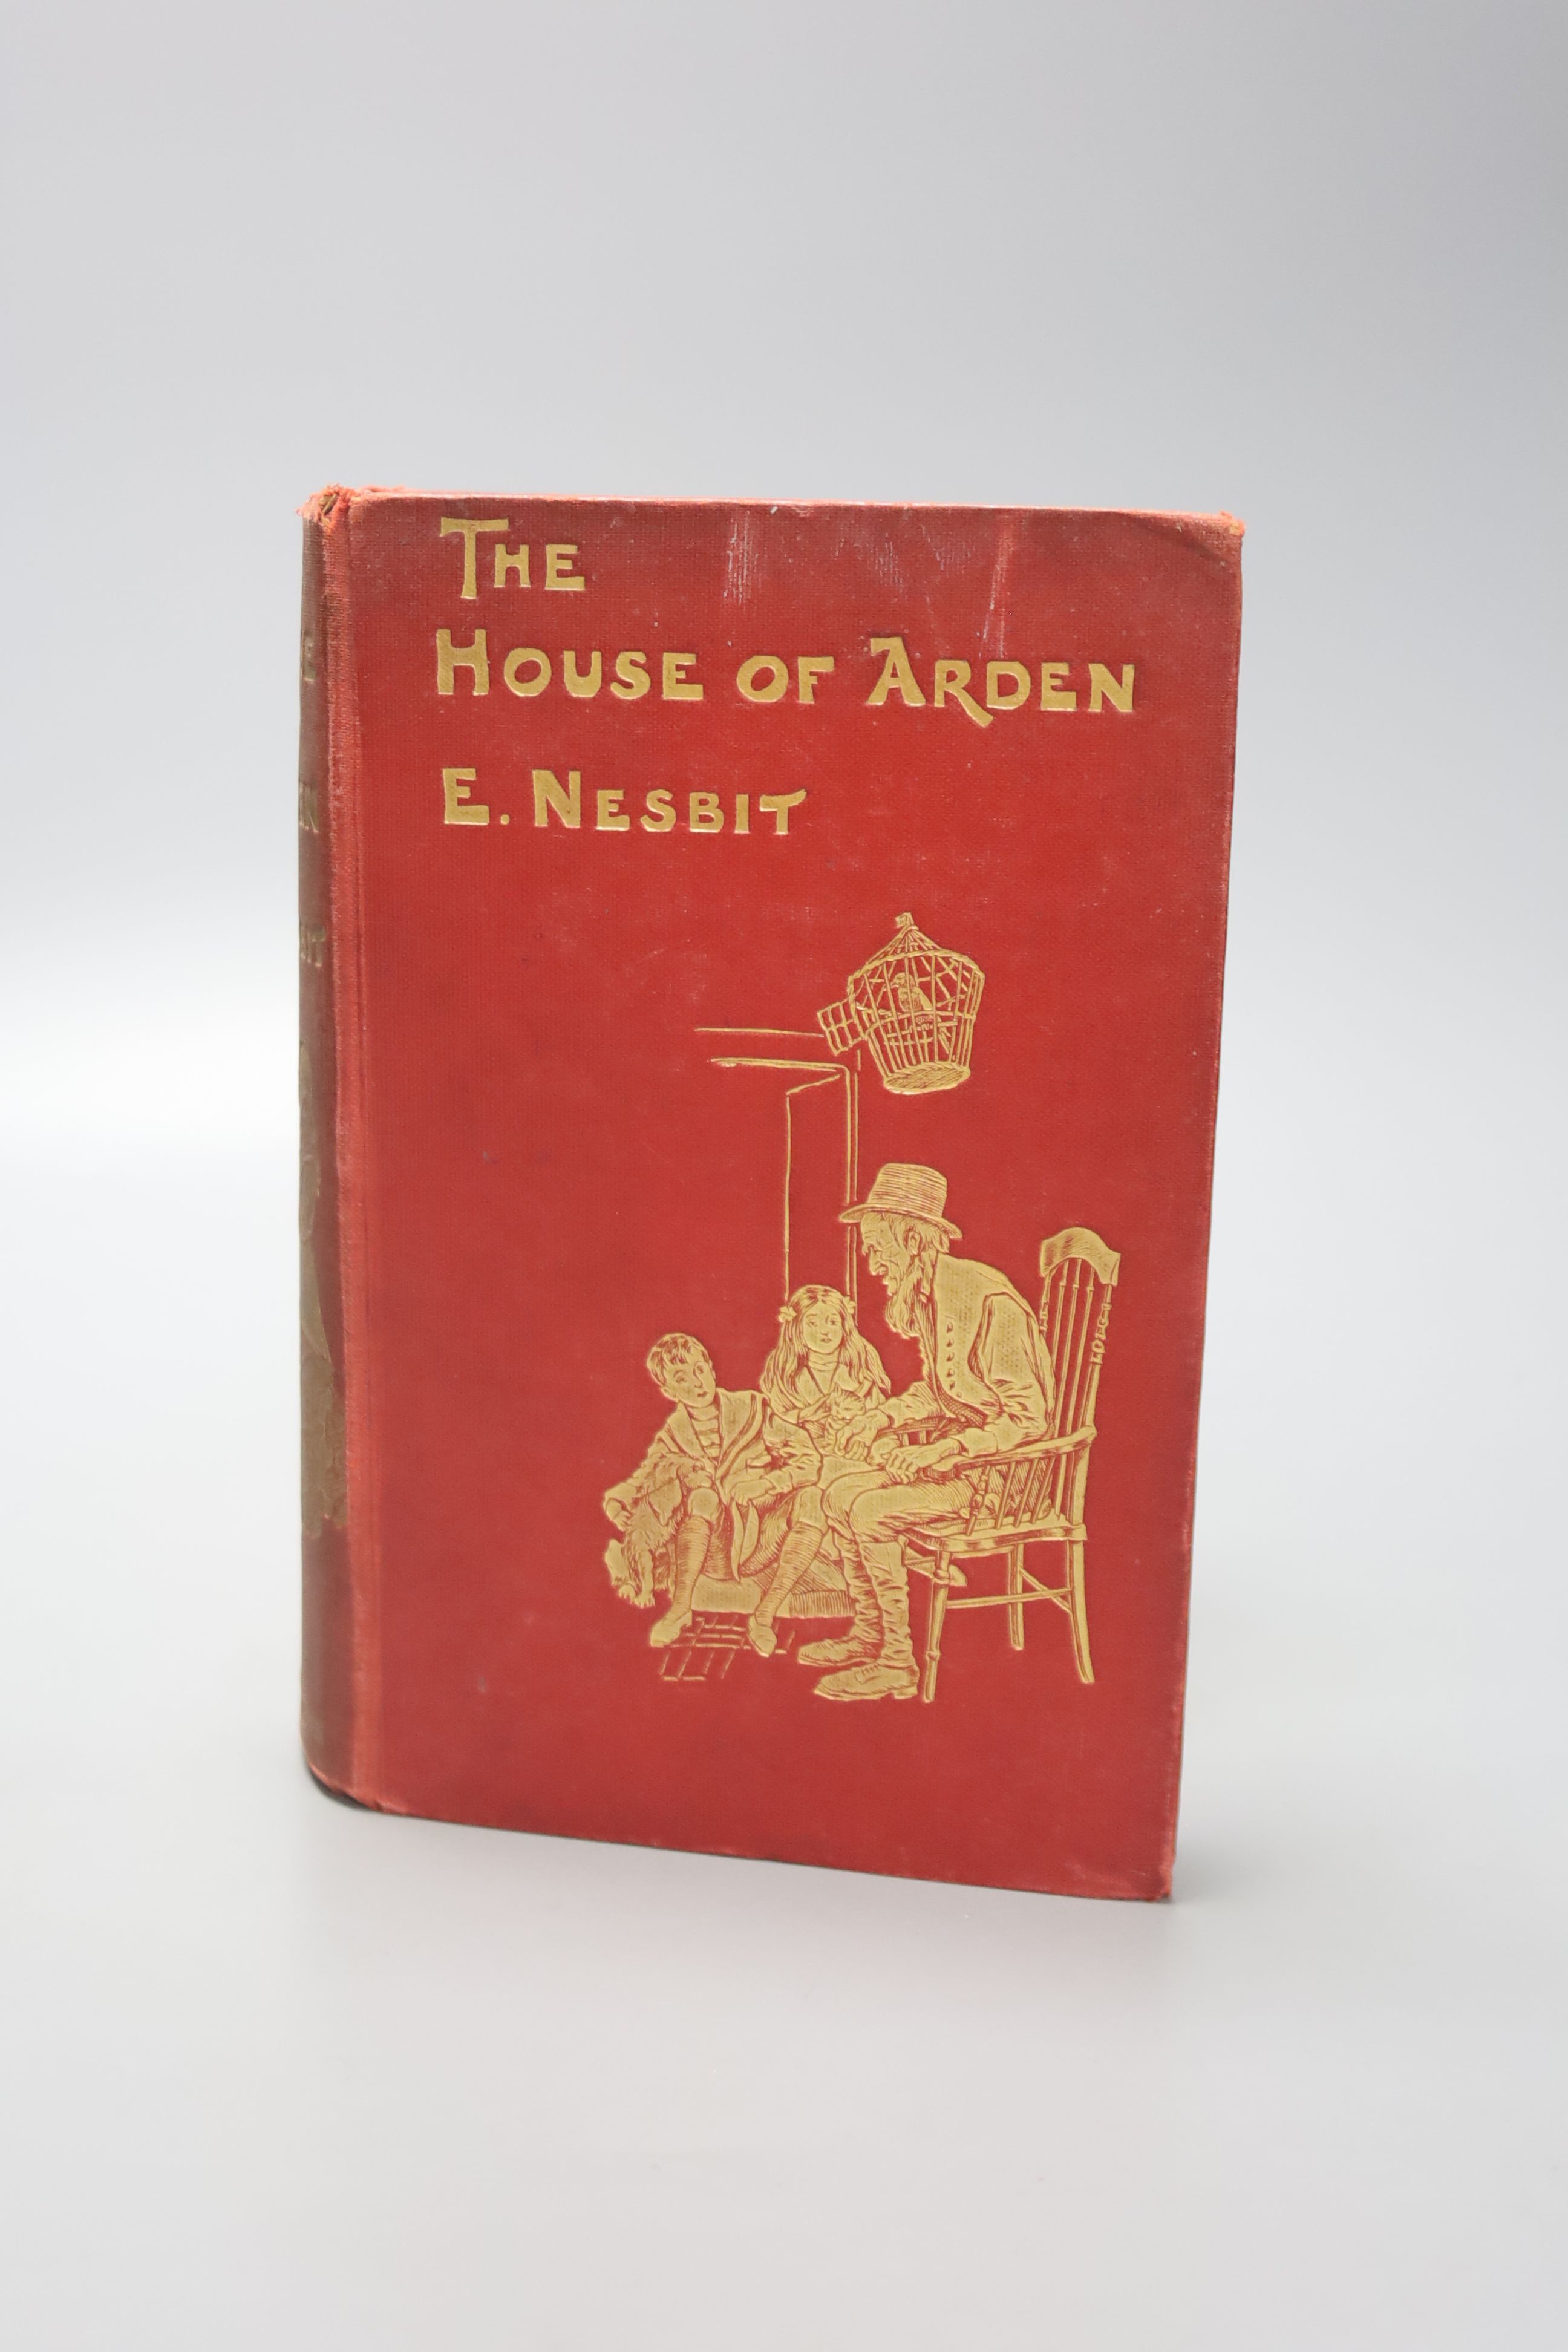 THE
HOUSE OF ARDEN
E. NESBIT